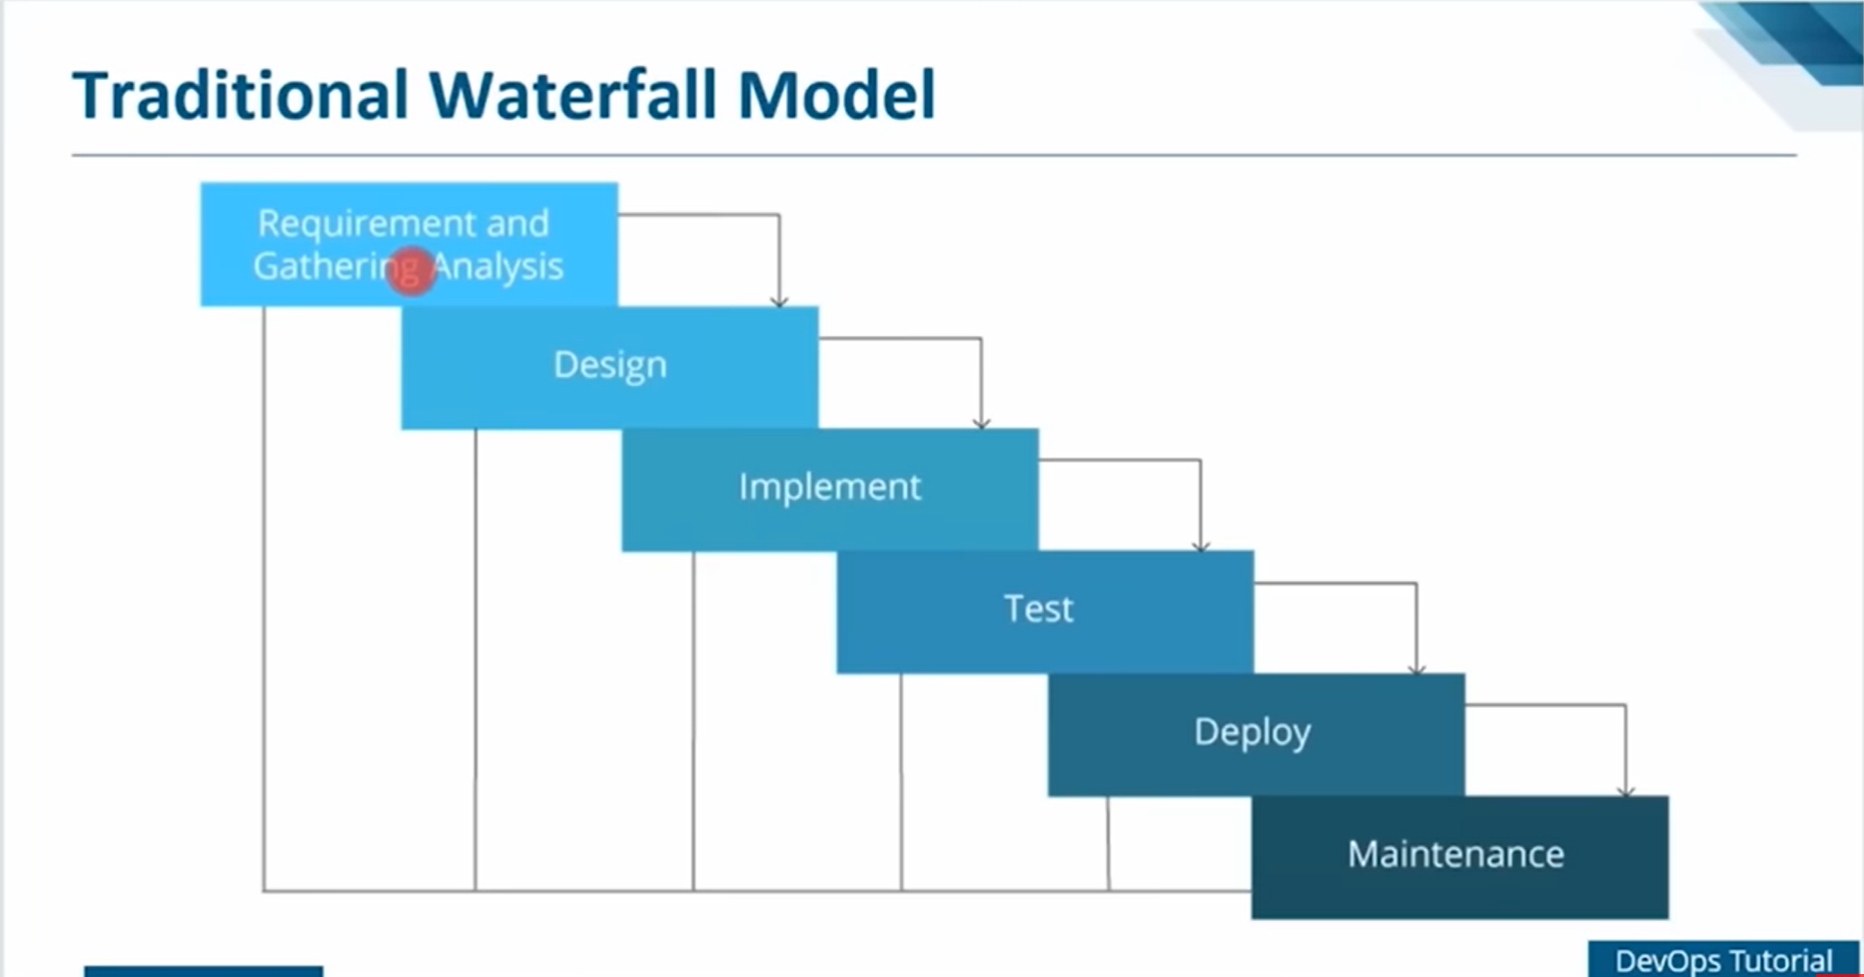 Traditional Waterfall Model
Requirement and
Gathering Analysis
Design
Implement
Test
Deploy
Maintenance
DevOps Tutorial